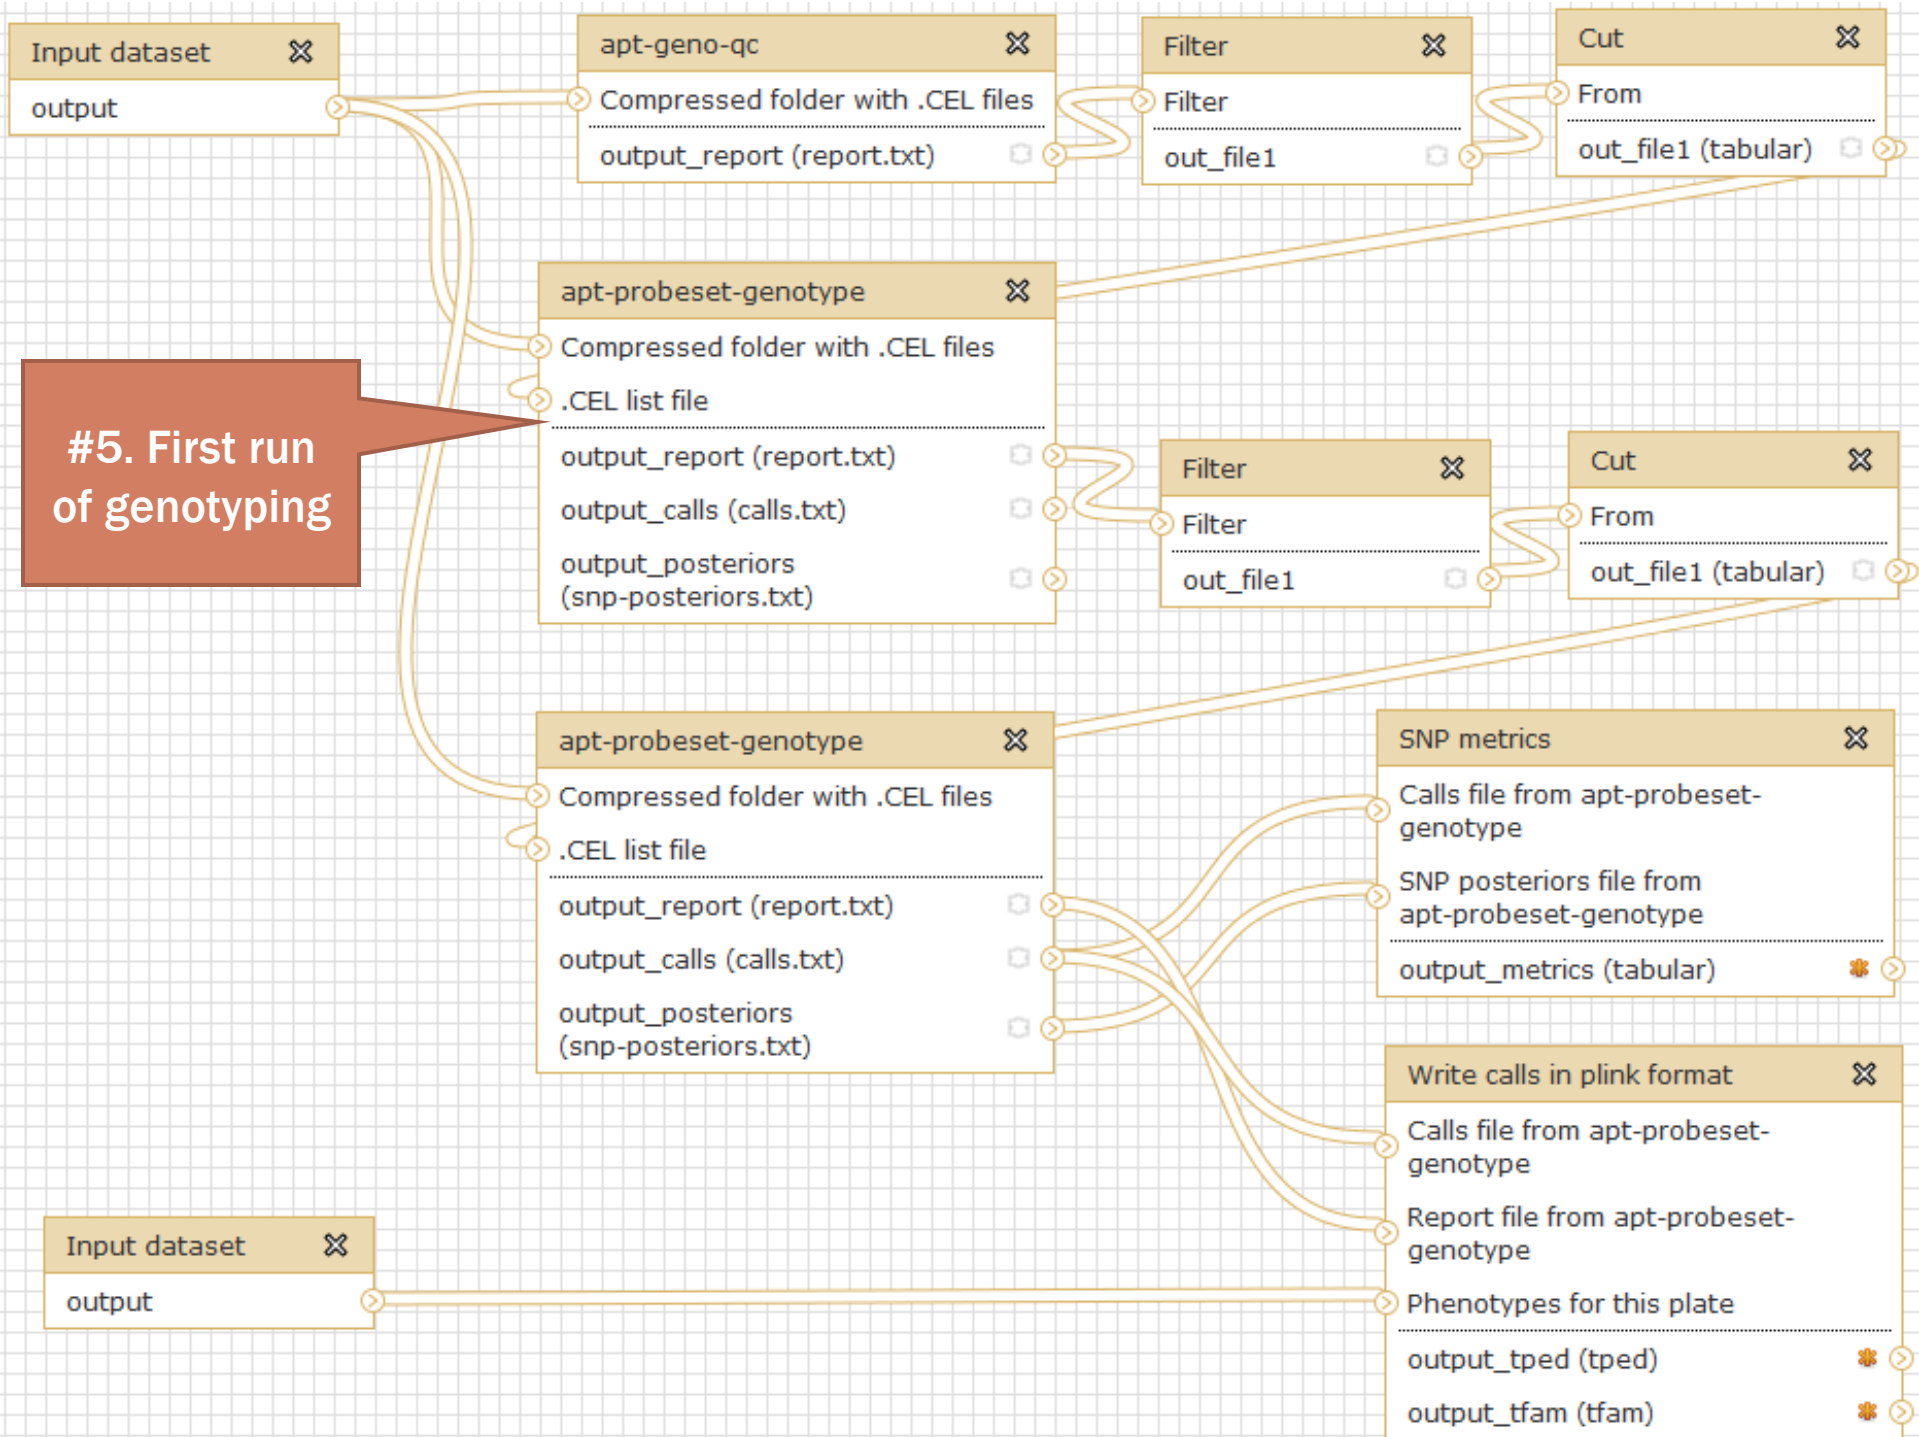 Input dataset
output
apt-geno-qc
Compressed folder with .CEL files
output_report (report.txt)
Filter
Filter
out_file1
Cut
From
out_file1 (tabular)
apt-probeset-genotype
Compressed folder with .CEL files
.CEL list file
output_report (report.txt)
output_calls (calls.txt)
output_posteriors
(snp-posteriors.txt)
#5. First run
of genotyping
Filter
Filter
out_file1
Cut
From
out_file1 (tabular)
apt-probeset-genotype
Compressed folder with .CEL files
.CEL list file
output_report (report.txt)
output_calls (calls.txt)
output_posteriors
(snp-posteriors.txt)
SNP metrics
Calls file from apt-probeset-
genotype
SNP posteriors file from
apt-probeset-genotype
output_metrics (tabular)
Write calls in plink format
Calls file from apt-probeset-
genotype
Report file from apt-probeset-
genotype
Phenotypes for this plate
output_tped (tped)
output_tfam (tfam)
Input dataset
output